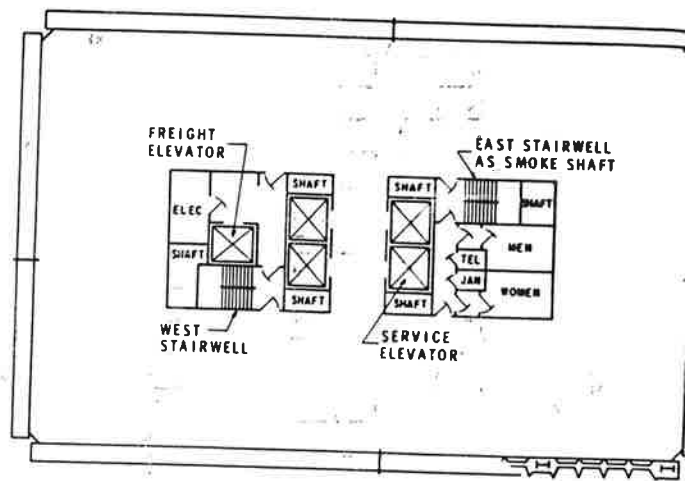 FREIGHT
ELEVATOR
EAST STAIRWELL
AS SMOKE SHAFT
SHAFT
SHAFT
ELEC
SHAFT
MEN
SHAFT
TEL
JAN
WOMEN
SHAFT
SHAFT
WEST
STAIRWELL
SERVICE
ELEVATOR